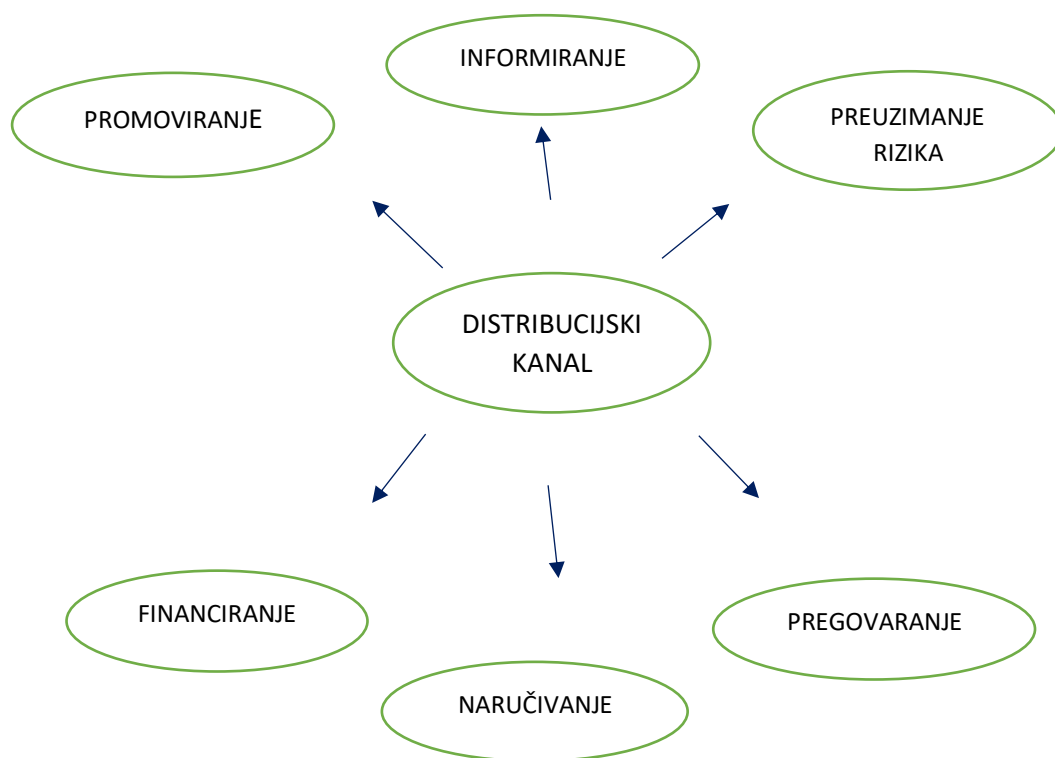 INFORMIRANJE
PROMOVIRANJE
PREUZIMANJE
RIZIKA
DISTRIBUCIJSKI
KANAL
FINANCIRANJE
PREGOVARANJE
NARUČIVANJE